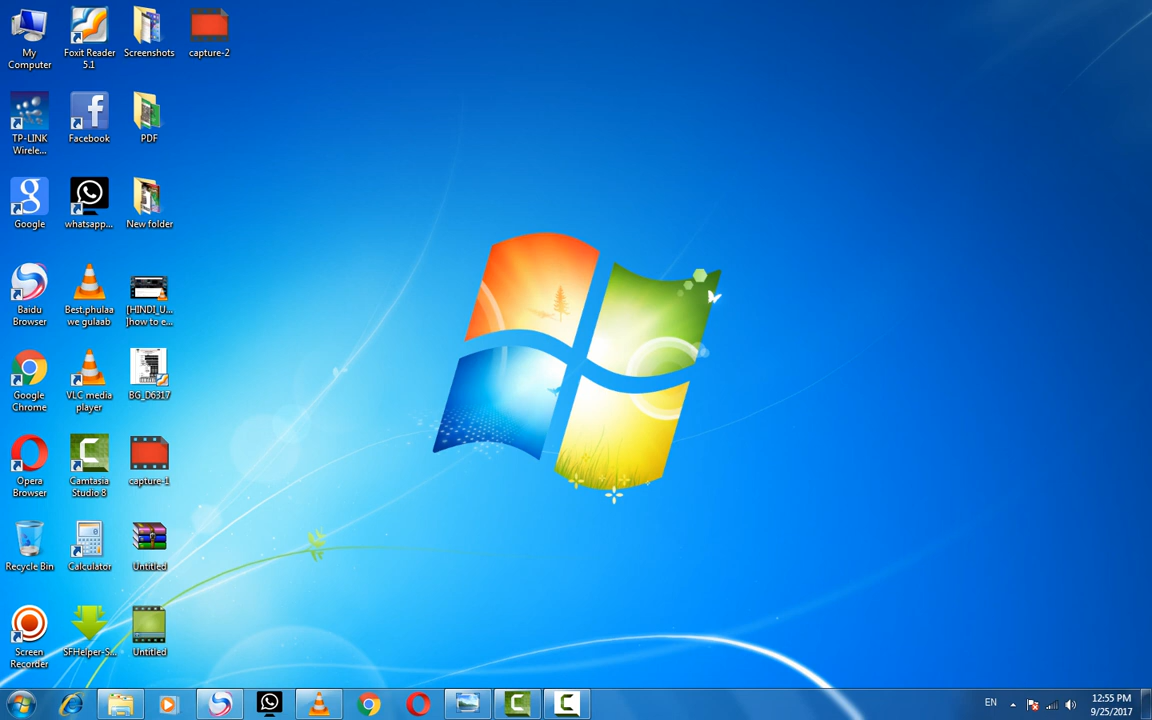 My
Computer
Foxit Reader
5.1
Screenshots
capture-2
TP-LINK
Wirele...
Facebook
PDF
Google
whatsapp...
New folder
Baidu
Browser
Best.phulaa
we gulaab
[HINDI_U...
]how to e...
Google
Chrome
VLC media
player
BG_D6317
Opera
Browser
Camtasia
Studio 8
capture-1
Recycle Bin
Calculator
Untitled
Screen
Recorder
SFHelper-S...
Untitled
EN
12:55 PM
9/25/2017